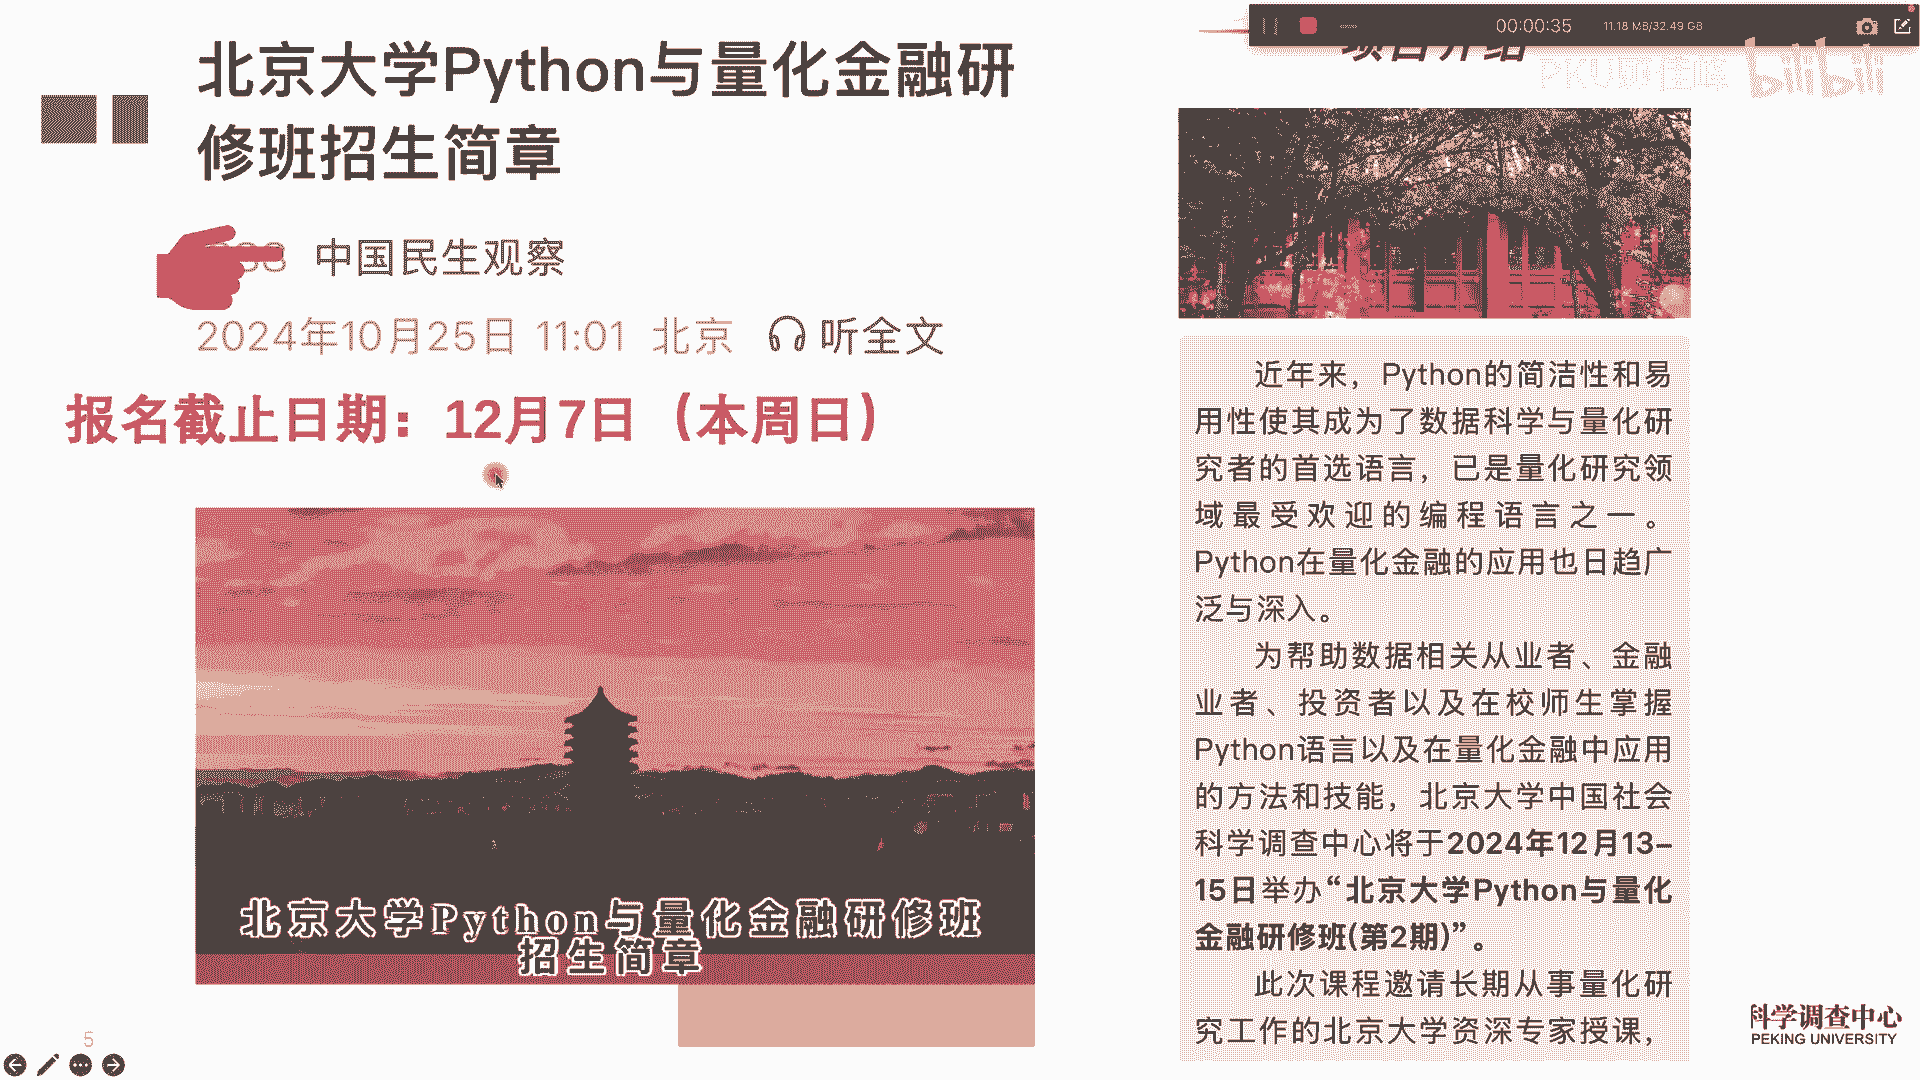 北京大学Python与量化金融研
修班招生简章
中国民生观察
2024年10月25日 11:01 北京 听全文
报名截止日期：12月7日（本周日）
北京大学Python与量化金融研修班
招生简章
5
00:00:35 11.18 MB/32.49 GB
项目介绍
PKU顾佳峰 bilibili
近年来，Python的简洁性和易
用性使其成为了数据科学与量化研
究者的首选语言，已是量化研究领
域最受欢迎的编程语言之一。
Python在量化金融的应用也日趋广
泛与深入。
为帮助数据相关从业者、金融
业者、投资者以及在校师生掌握
Python语言以及在量化金融中应用
的方法和技能，北京大学中国社会
科学调查中心将于2024年12月13–
15日举办“北京大学Python与量化
金融研修班(第2期)”。
此次课程邀请长期从事量化研
究工作的北京大学资深专家授课，
科学调查中心
PEKING UNIVERSITY